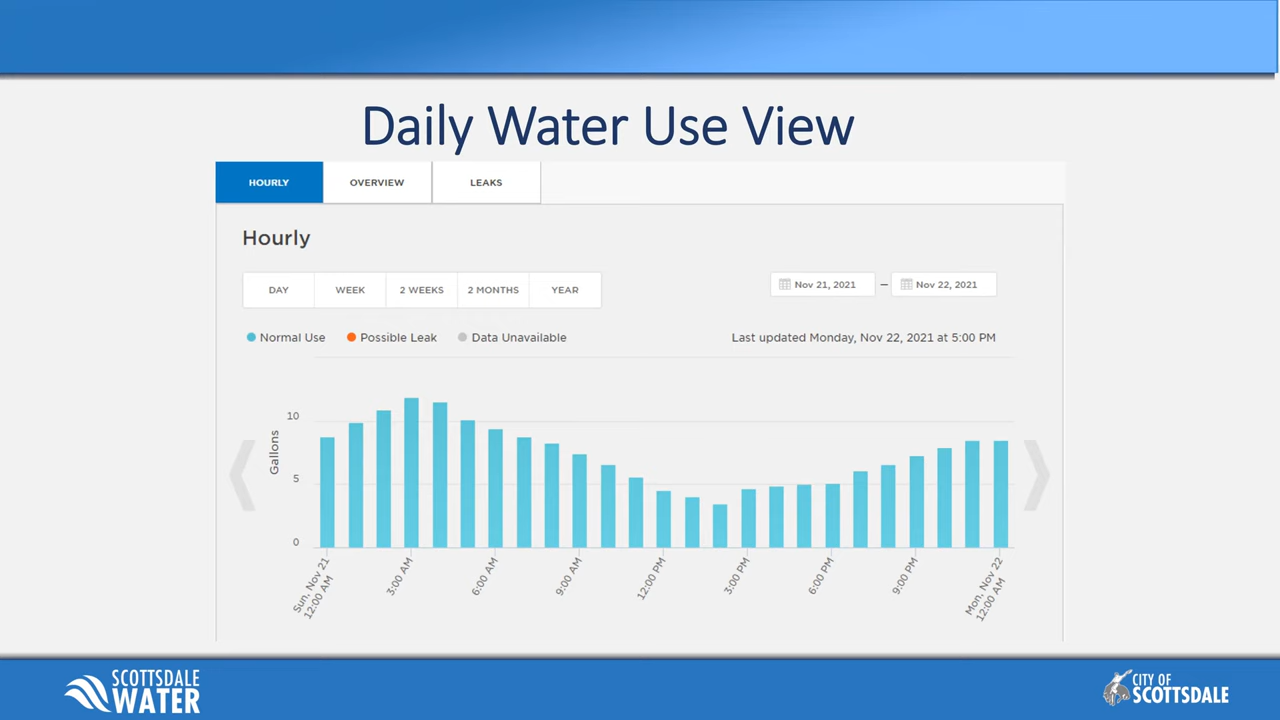 Daily Water Use View
HOURLY
OVERVIEW
LEAKS
Hourly
DAY
WEEK
2 WEEKS
2 MONTHS
YEAR
Nov 21, 2021 – Nov 22, 2021
Normal Use
Possible Leak
Data Unavailable
Last updated Monday, Nov 22, 2021 at 5:00 PM
Gallons
10
5
0
Sun, Nov 21
12:00 AM
3:00 AM
6:00 AM
9:00 AM
12:00 PM
3:00 PM
6:00 PM
9:00 PM
Mon, Nov 22
12:00 AM
SCOTTSDALE
WATER
CITY OF
SCOTTSDALE